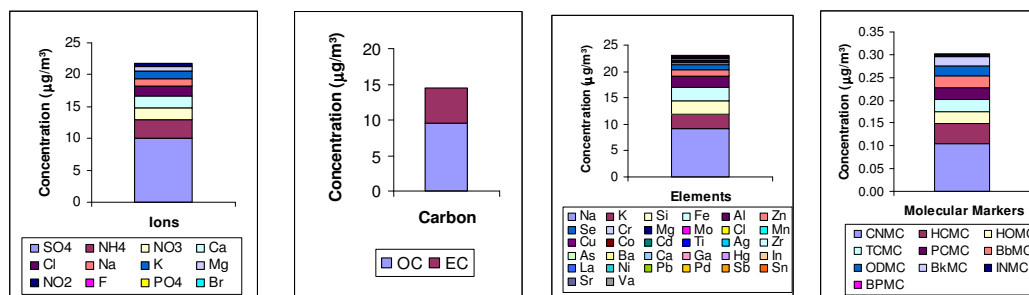 Concentration (µg/m³)
25
20
15
10
5
0
Ions
SO4 NH4 NO3 Ca
Cl Na K Mg
NO2 F PO4 Br
Concentration (µg/m³)
20
15
10
5
0
Carbon
OC EC
Concentration (µg/m³)
25
20
15
10
5
0
Elements
Na K Si Fe Al Zn
Se Cr Mg Mo Cl Mn
Cu Co Cd Ti Ag Zr
As Ba Ca Ga Hg In
La Ni Pb Pd Sb Sn
Sr Va
Concentration (µg/m³)
0.35
0.30
0.25
0.20
0.15
0.10
0.05
0.00
Molecular Markers
CNMC HCMC HOMC
TCMC PCMC BbMC
ODMC BkMC INMC
BPMC